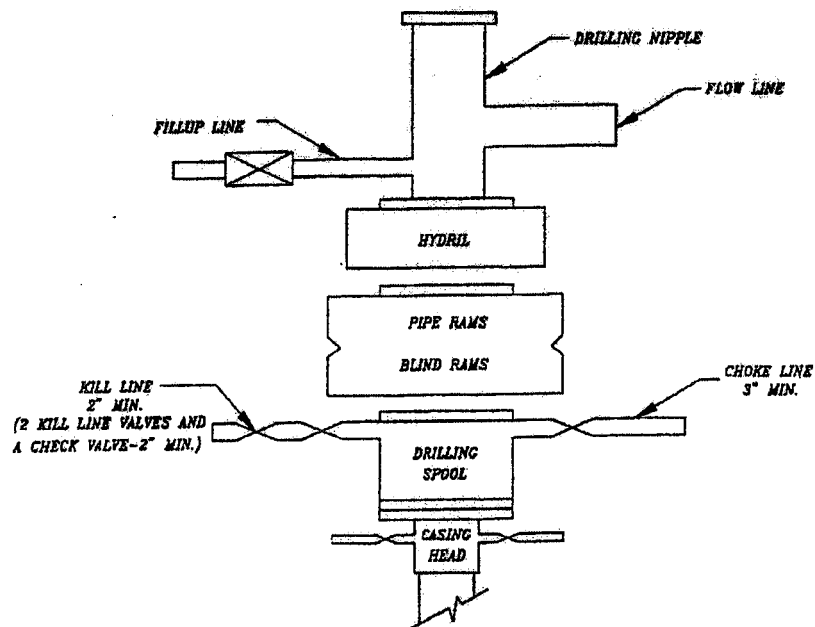 DRILLING NIPPLE
FLOW LINE
FILLUP LINE
HYDRIL
PIPE RAMS
BLIND RAMS
KILL LINE
2" MIN.
(2 KILL LINE VALVES AND
A CHECK VALVE-2" MIN.)
CHOKE LINE
3" MIN.
DRILLING
SPOOL
CASING
HEAD